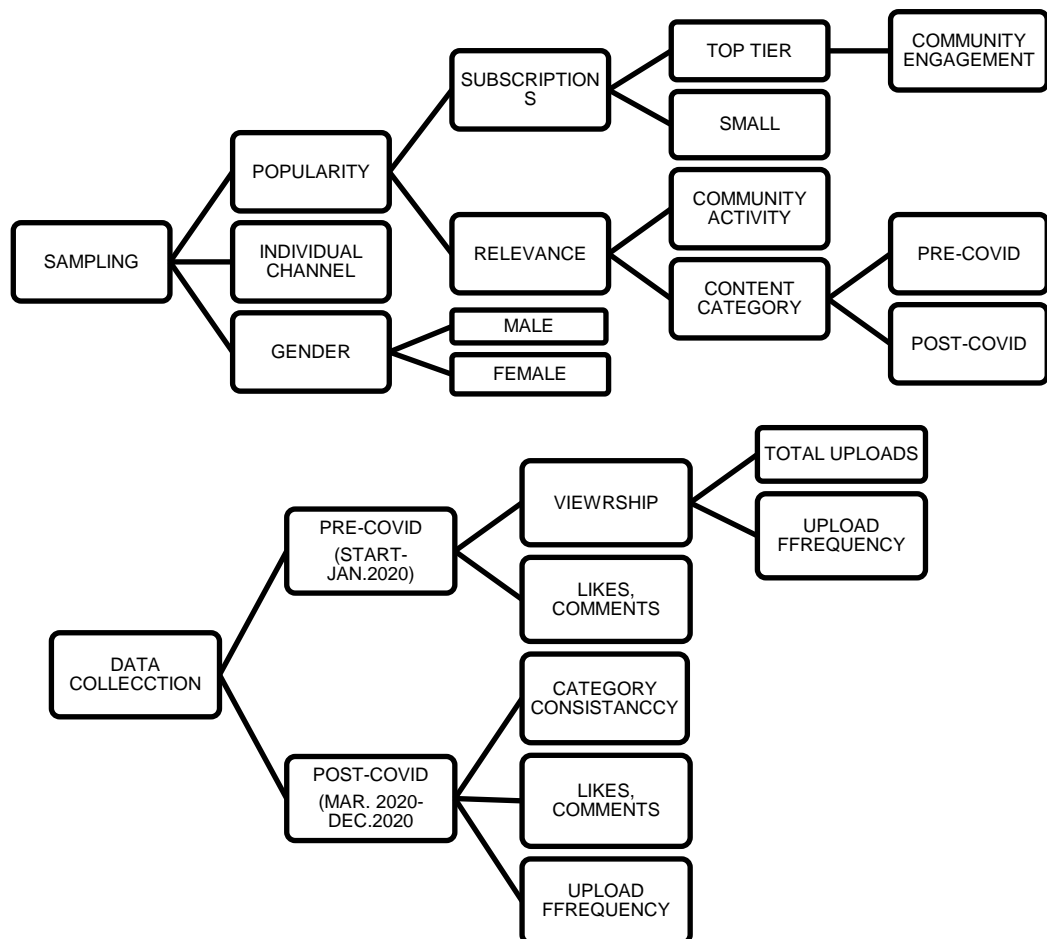 SAMPLING
POPULARITY
INDIVIDUAL
CHANNEL
GENDER
SUBSCRIPTION
S
RELEVANCE
MALE
FEMALE
TOP TIER
SMALL
COMMUNITY
ACTIVITY
CONTENT
CATEGORY
COMMUNITY
ENGAGEMENT
PRE-COVID
POST-COVID
DATA
COLLECCTION
PRE-COVID
(START-
JAN.2020)
POST-COVID
(MAR. 2020-
DEC.2020
VIEWRSHIP
LIKES,
COMMENTS
CATEGORY
CONSISTANCCY
LIKES,
COMMENTS
UPLOAD
FFREQUENCY
TOTAL UPLOADS
UPLOAD
FFREQUENCY